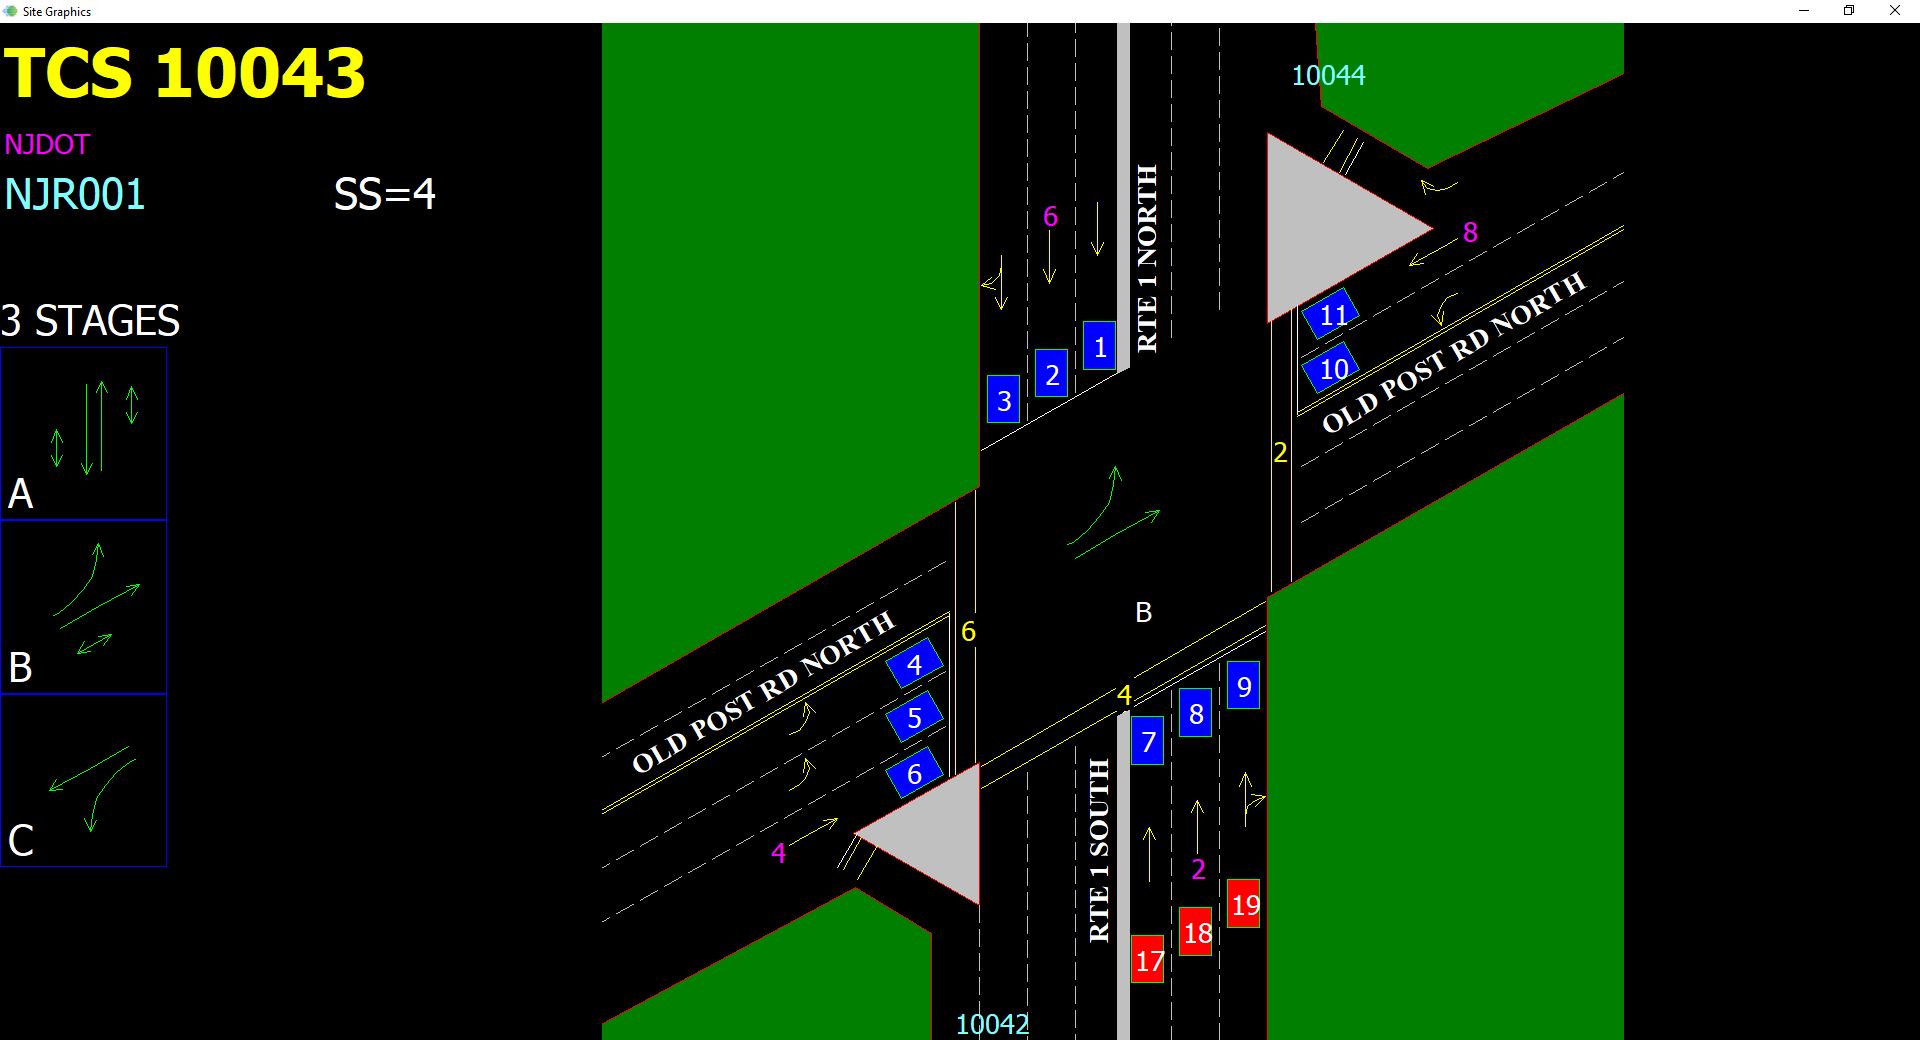 Site Graphics
TCS 10043
NJDOT
NJR001 SS=4
3 STAGES
A
B
C
10044
6
RTE 1 NORTH
8
1
2
3
11
10
OLD POST RD NORTH
2
B
6
OLD POST RD NORTH
4
5
6
4
4
7
8
9
RTE 1 SOUTH
2
17
18
19
10042